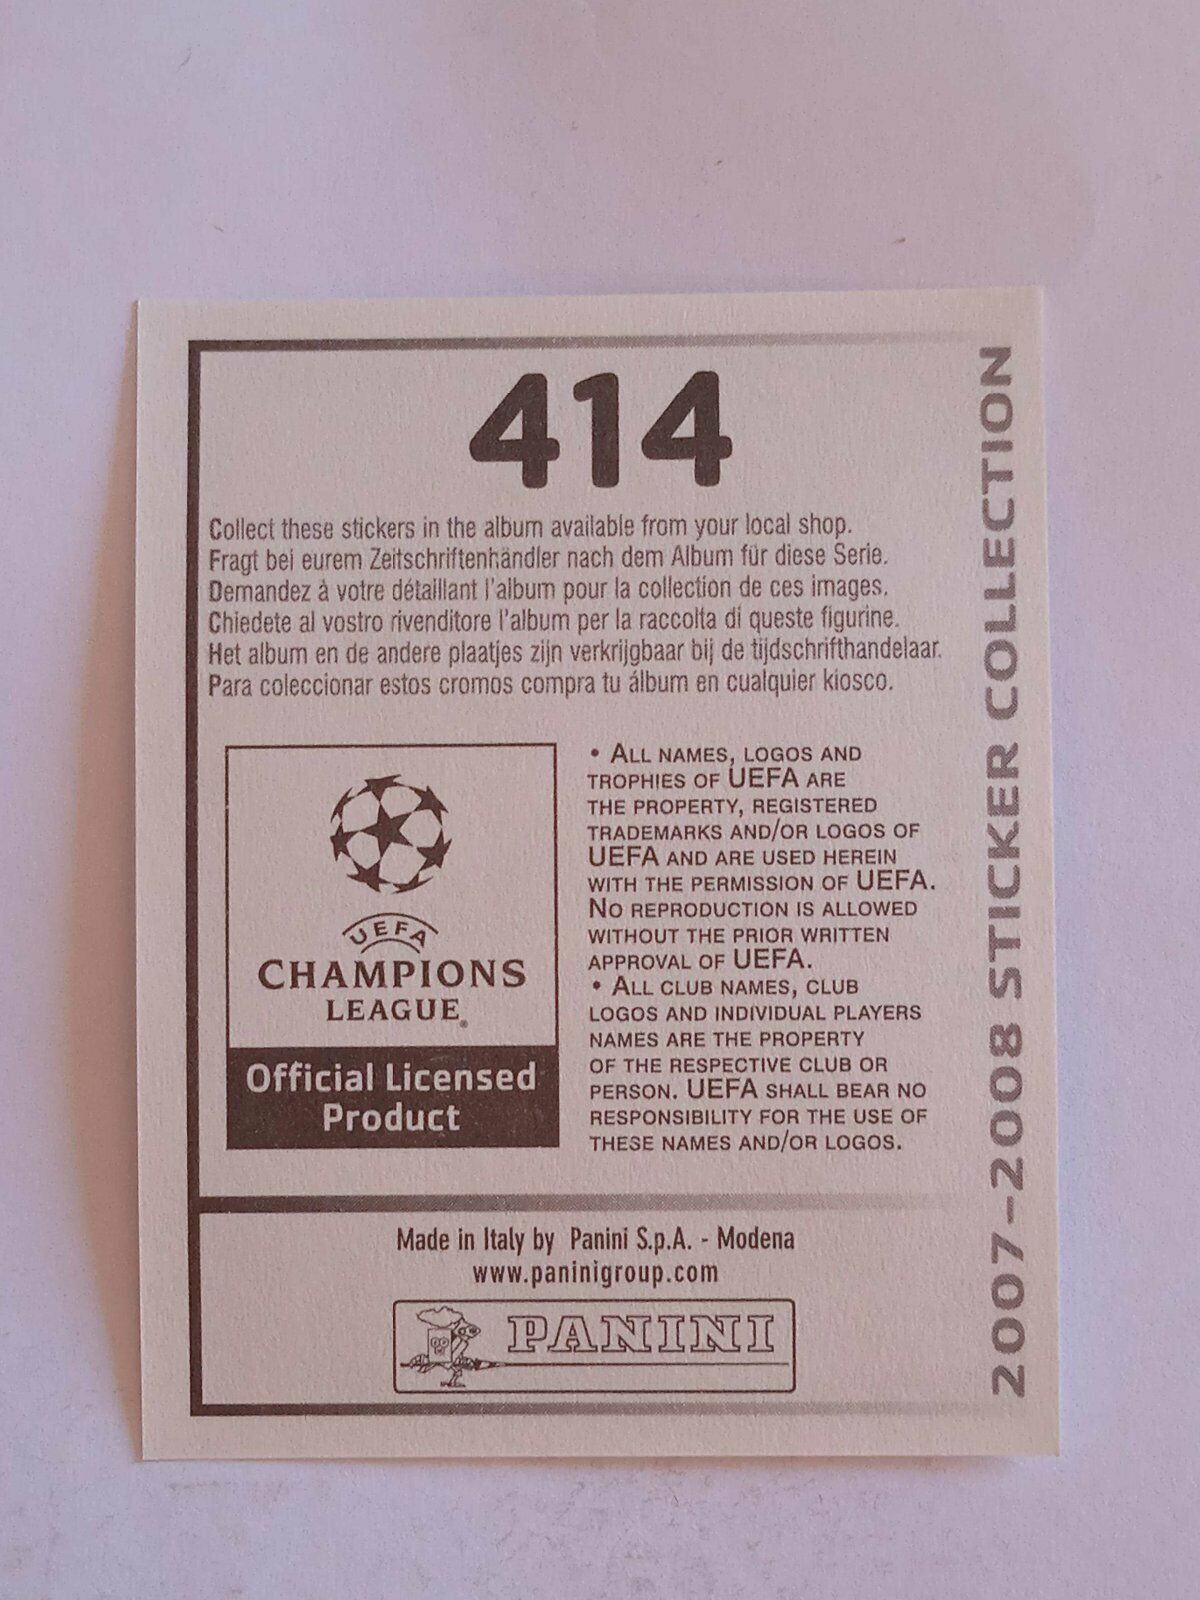 414
Collect these stickers in the album available from your local shop.
Fragt bei eurem Zeitschriftenhändler nach dem Album für diese Serie.
Demandez à votre détaillant l'album pour la collection de ces images.
Chiedete al vostro rivenditore l'album per la raccolta di queste figurine.
Het album en de andere plaatjes zijn verkrijgbaar bij de tijdschrifthandelaar.
Para coleccionar estos cromos compra tu álbum en cualquier kiosco.
UEFA
CHAMPIONS
LEAGUE®
Official Licensed
Product
• ALL NAMES, LOGOS AND
TROPHIES OF UEFA ARE
THE PROPERTY, REGISTERED
TRADEMARKS AND/OR LOGOS OF
UEFA AND ARE USED HEREIN
WITH THE PERMISSION OF UEFA.
NO REPRODUCTION IS ALLOWED
WITHOUT THE PRIOR WRITTEN
APPROVAL OF UEFA.
• ALL CLUB NAMES, CLUB
LOGOS AND INDIVIDUAL PLAYERS
NAMES ARE THE PROPERTY
OF THE RESPECTIVE CLUB OR
PERSON. UEFA SHALL BEAR NO
RESPONSIBILITY FOR THE USE OF
THESE NAMES AND/OR LOGOS.
Made in Italy by Panini S.p.A. - Modena
www.paninigroup.com
PANINI
2007-2008 STICKER COLLECTION